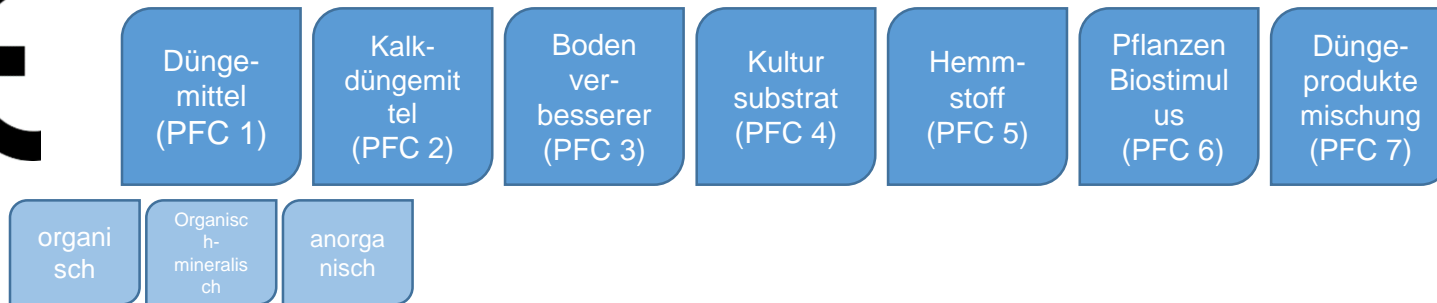 Dünge-
mittel
(PFC 1)
Kalk-
düngemit
tel
(PFC 2)
Boden
ver-
besserer
(PFC 3)
Kultur
substrat
(PFC 4)
Hemm-
stoff
(PFC 5)
Pflanzen
Biostimul
us
(PFC 6)
Dünge-
produkte
mischung
(PFC 7)
organi
sch
Organisc
h-
mineralis
ch
anorga
nisch